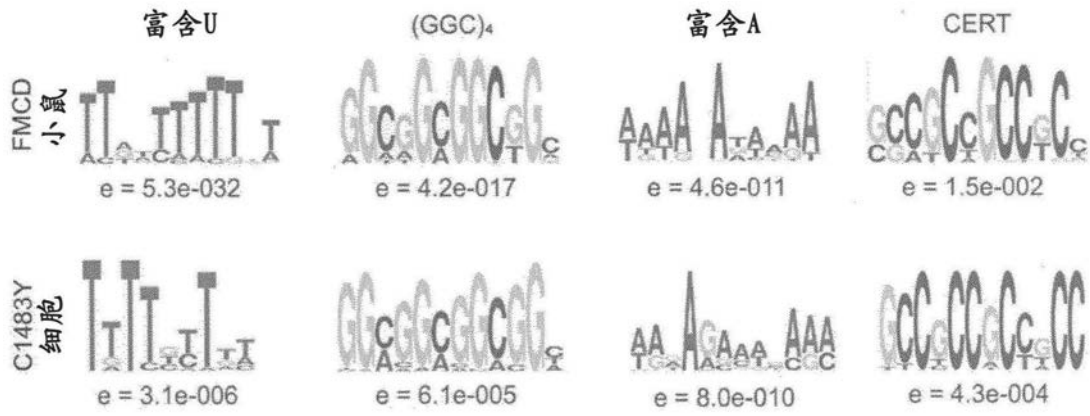 富含U (GGC)₄ 富含A CERT
FMCD
小鼠
e = 5.3e-032 e = 4.2e-017 e = 4.6e-011 e = 1.5e-002
C1483Y
细胞
e = 3.1e-006 e = 6.1e-005 e = 8.0e-010 e = 4.3e-004